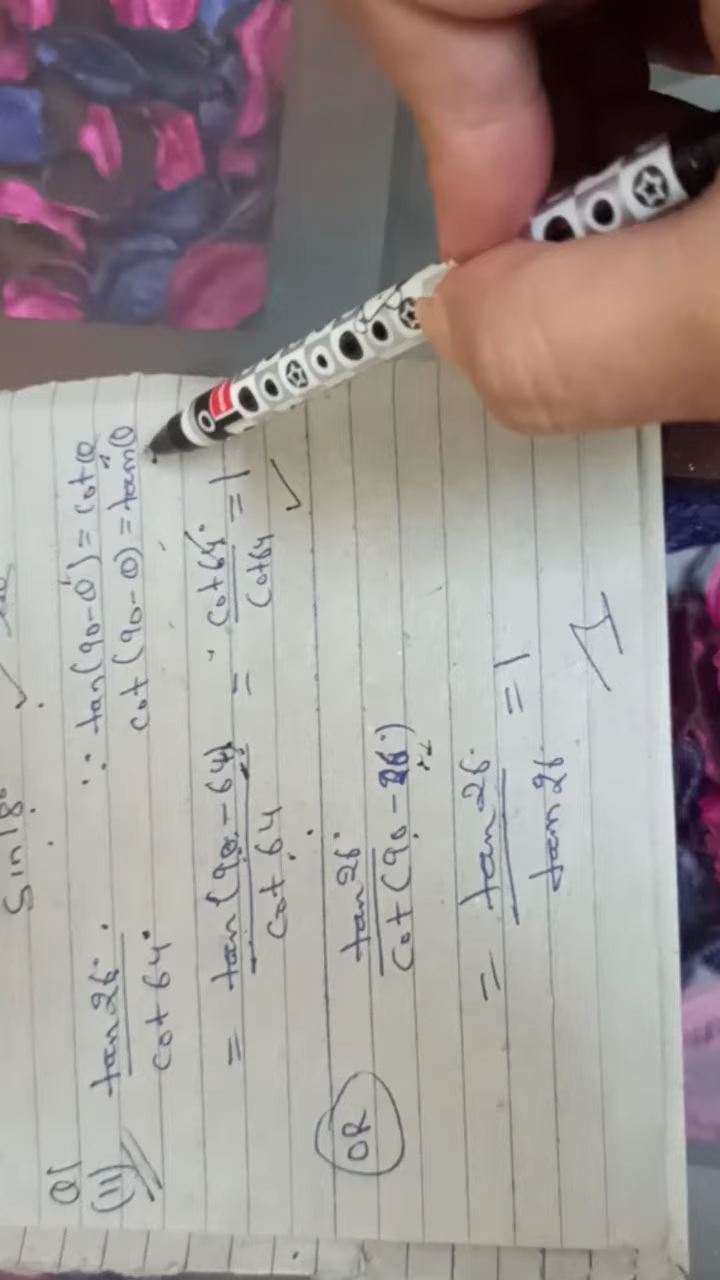 Sin 18°
Q1
(ii) tan 26° / cot 64° ∵ tan(90-θ) = cot θ
cot (90-θ) = tan θ
= tan(90-64) / cot 64 = cot 64° / cot 64 = 1
OR tan 26° / cot (90-26°)
= tan 26° / tan 26 = 1